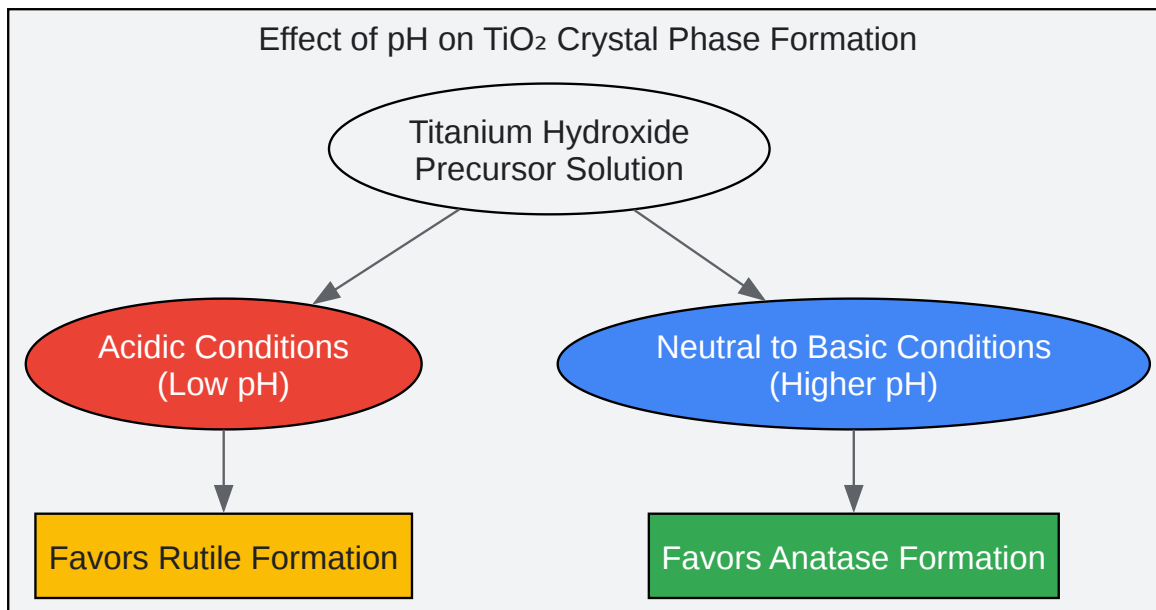 Effect of pH on TiO₂ Crystal Phase Formation
Titanium Hydroxide
Precursor Solution
Acidic Conditions
(Low pH)
Neutral to Basic Conditions
(Higher pH)
Favors Rutile Formation
Favors Anatase Formation